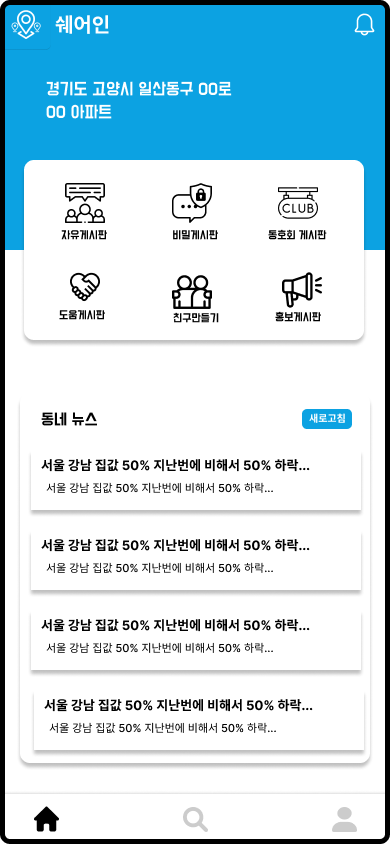 쉐어인
경기도 고양시 일산동구 00로
00 아파트
CLUB
자유게시판
비밀게시판
동호회 게시판
도움게시판
친구만들기
홍보게시판
동네 뉴스
새로고침
서울 강남 집값 50% 지난번에 비해서 50% 하락...
서울 강남 집값 50% 지난번에 비해서 50% 하락...
서울 강남 집값 50% 지난번에 비해서 50% 하락...
서울 강남 집값 50% 지난번에 비해서 50% 하락...
서울 강남 집값 50% 지난번에 비해서 50% 하락...
서울 강남 집값 50% 지난번에 비해서 50% 하락...
서울 강남 집값 50% 지난번에 비해서 50% 하락...
서울 강남 집값 50% 지난번에 비해서 50% 하락...